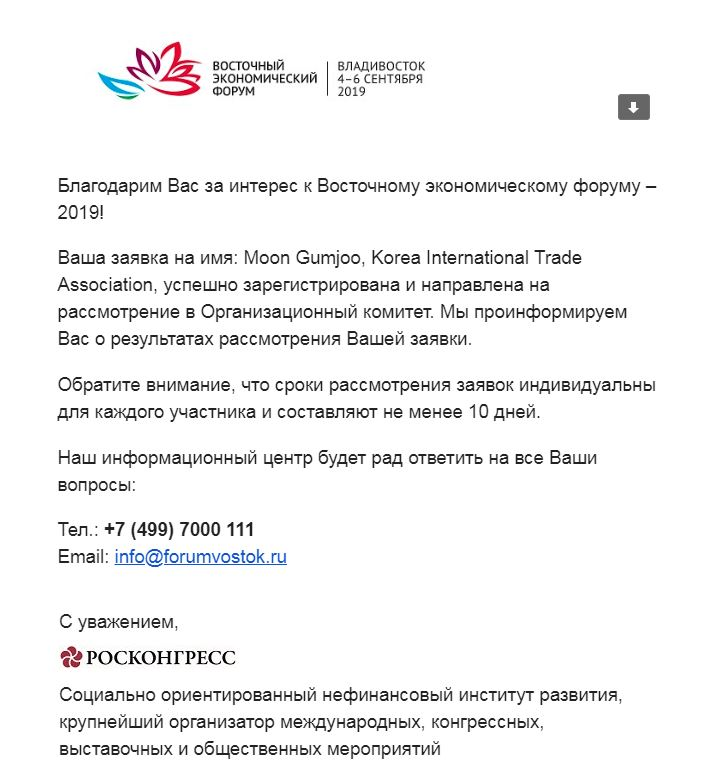 ВОСТОЧНЫЙ
ЭКОНОМИЧЕСКИЙ
ФОРУМ
ВЛАДИВОСТОК
4–6 СЕНТЯБРЯ
2019
Благодарим Вас за интерес к Восточному экономическому форуму –
2019!
Ваша заявка на имя: Moon Gumjoo, Korea International Trade
Association, успешно зарегистрирована и направлена на
рассмотрение в Организационный комитет. Мы проинформируем
Вас о результатах рассмотрения Вашей заявки.
Обратите внимание, что сроки рассмотрения заявок индивидуальны
для каждого участника и составляют не менее 10 дней.
Наш информационный центр будет рад ответить на все Ваши
вопросы:
Тел.: +7 (499) 7000 111
Email: info@forumvostok.ru
С уважением,
РОСКОНГРЕСС
Социально ориентированный нефинансовый институт развития,
крупнейший организатор международных, конгрессных,
выставочных и общественных мероприятий